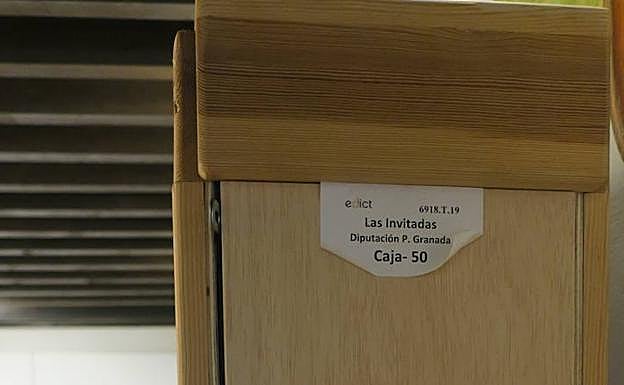 edict 6918.T.19
Las Invitadas
Diputación P. Granada
Caja- 50